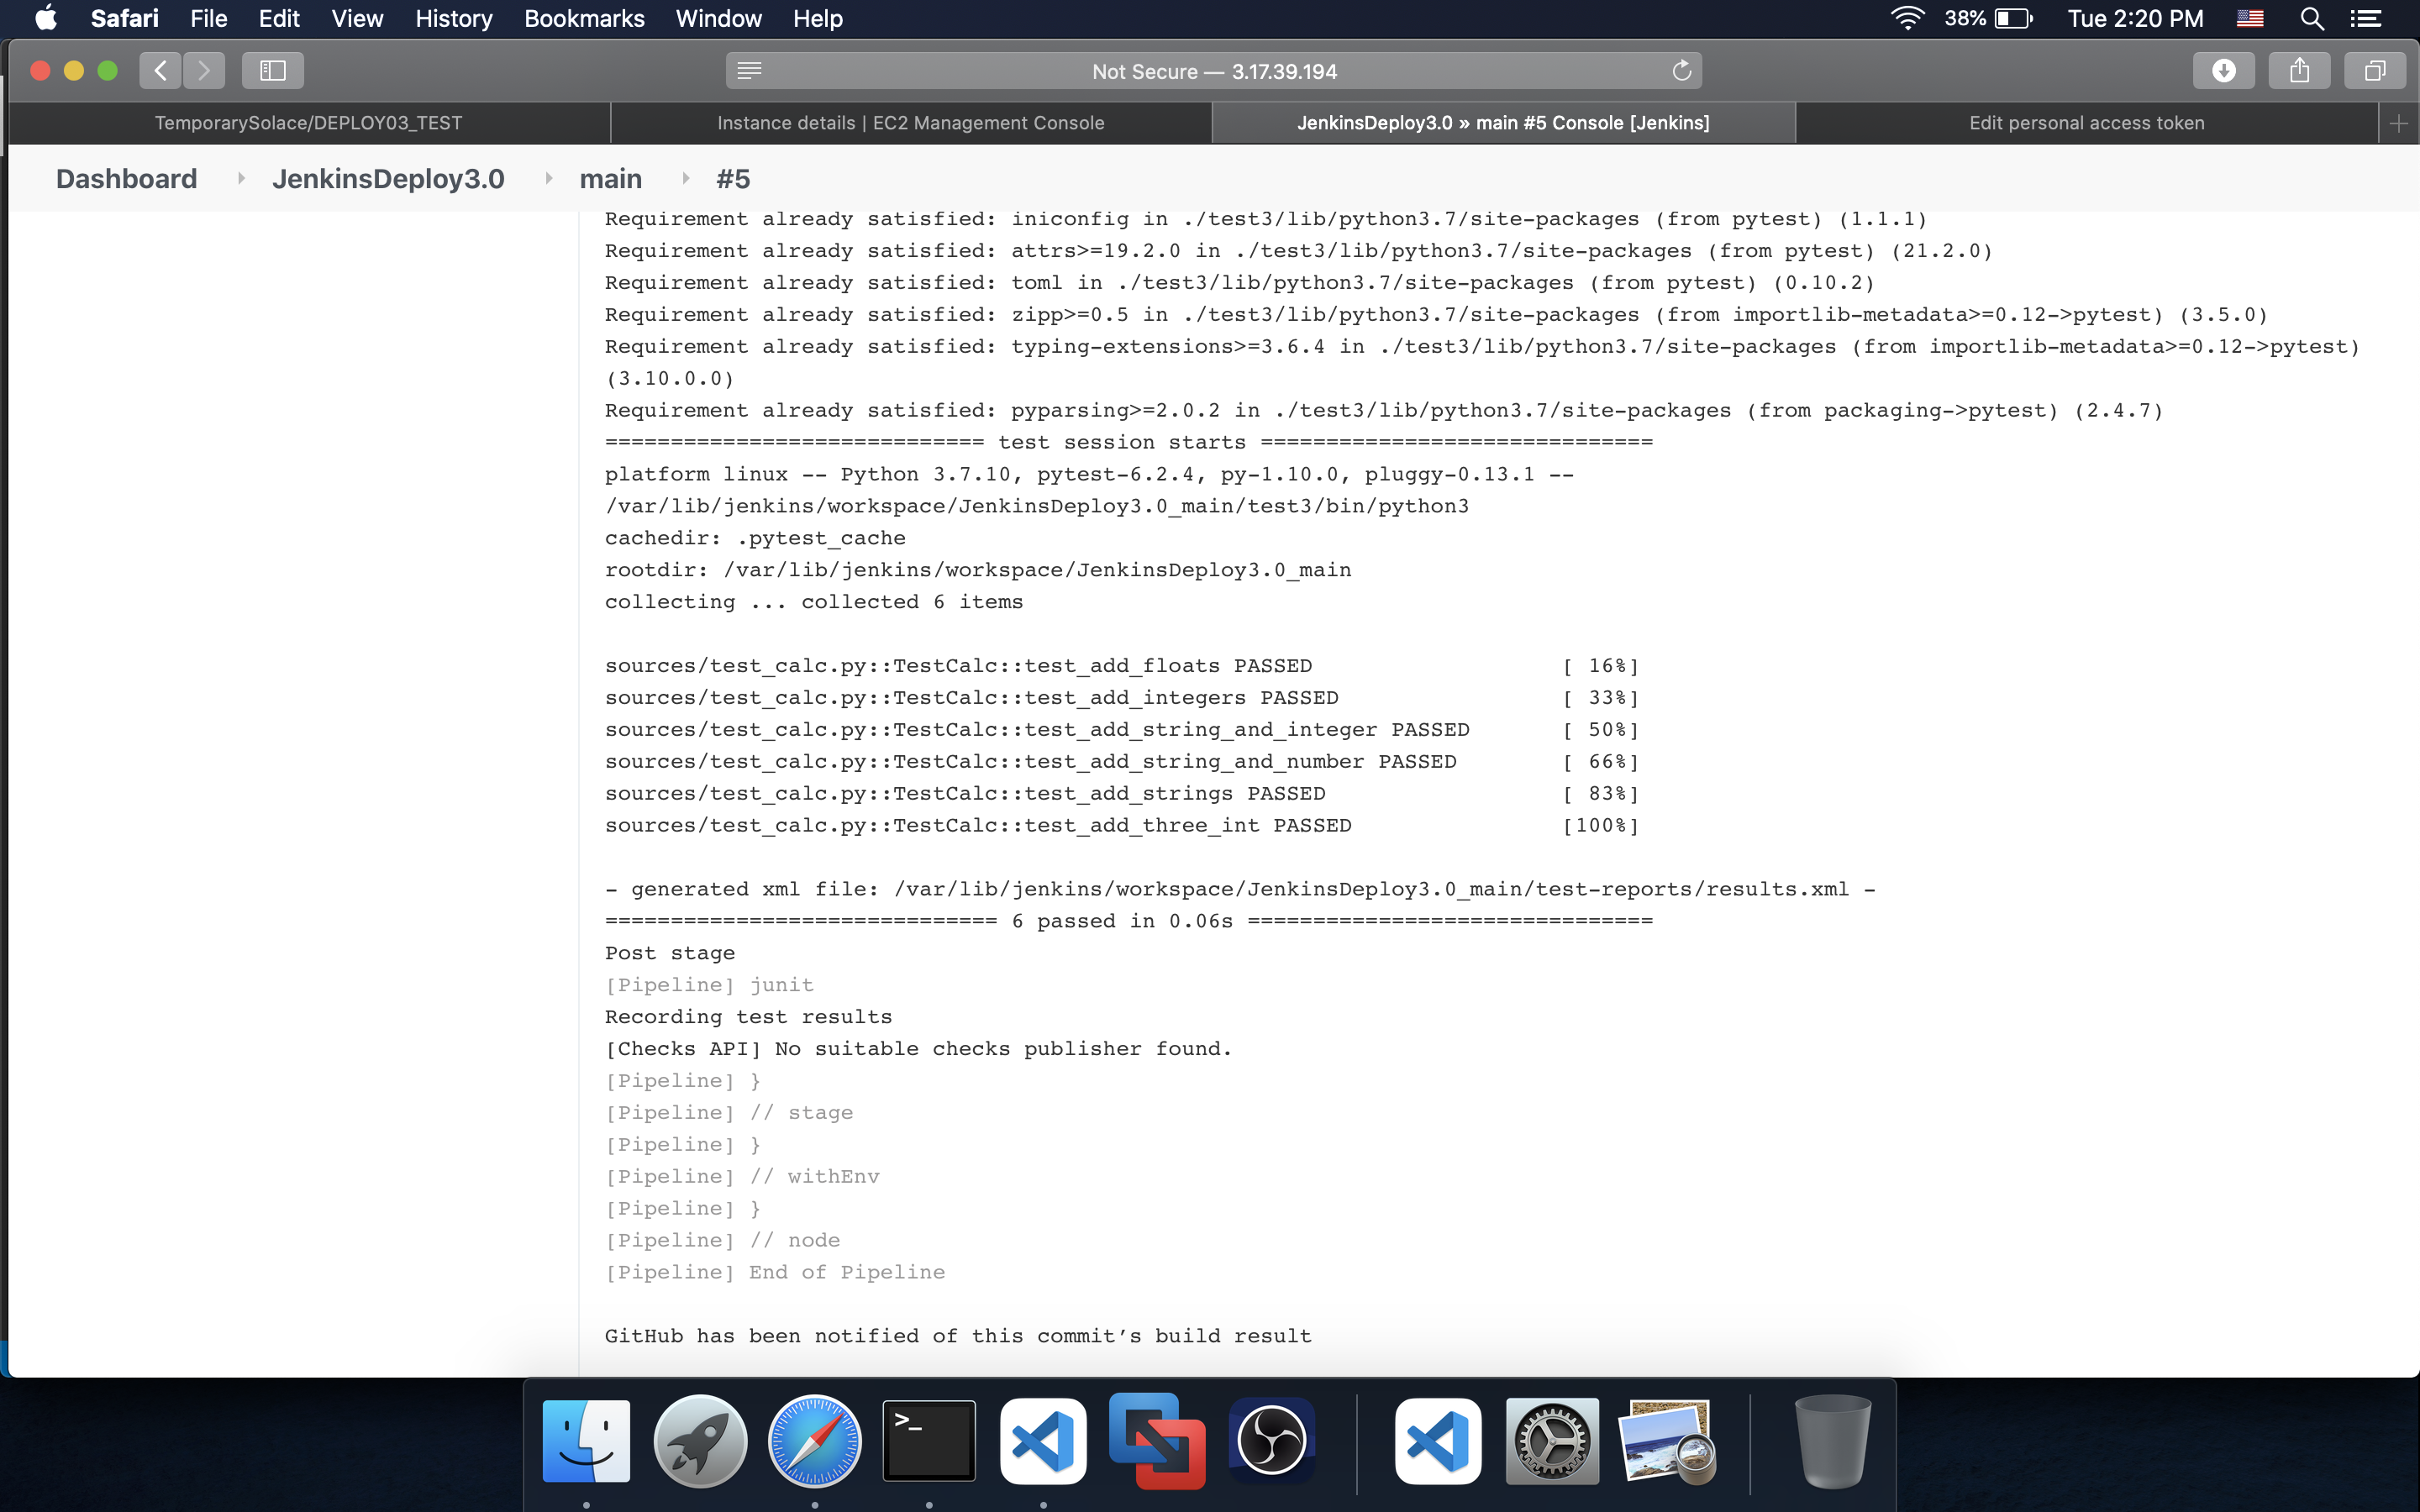 Safari File Edit View History Bookmarks Window Help 38% Tue 2:20 PM
Not Secure — 3.17.39.194
TemporarySolace/DEPLOY03_TEST Instance details | EC2 Management Console JenkinsDeploy3.0 » main #5 Console [Jenkins] Edit personal access token
Dashboard JenkinsDeploy3.0 main #5
Requirement already satisfied: iniconfig in ./test3/lib/python3.7/site-packages (from pytest) (1.1.1)
Requirement already satisfied: attrs>=19.2.0 in ./test3/lib/python3.7/site-packages (from pytest) (21.2.0)
Requirement already satisfied: toml in ./test3/lib/python3.7/site-packages (from pytest) (0.10.2)
Requirement already satisfied: zipp>=0.5 in ./test3/lib/python3.7/site-packages (from importlib-metadata>=0.12->pytest) (3.5.0)
Requirement already satisfied: typing-extensions>=3.6.4 in ./test3/lib/python3.7/site-packages (from importlib-metadata>=0.12->pytest)
(3.10.0.0)
Requirement already satisfied: pyparsing>=2.0.2 in ./test3/lib/python3.7/site-packages (from packaging->pytest) (2.4.7)
============================= test session starts ==============================
platform linux -- Python 3.7.10, pytest-6.2.4, py-1.10.0, pluggy-0.13.1 --
/var/lib/jenkins/workspace/JenkinsDeploy3.0_main/test3/bin/python3
cachedir: .pytest_cache
rootdir: /var/lib/jenkins/workspace/JenkinsDeploy3.0_main
collecting ... collected 6 items
sources/test_calc.py::TestCalc::test_add_floats PASSED [ 16%]
sources/test_calc.py::TestCalc::test_add_integers PASSED [ 33%]
sources/test_calc.py::TestCalc::test_add_string_and_integer PASSED [ 50%]
sources/test_calc.py::TestCalc::test_add_string_and_number PASSED [ 66%]
sources/test_calc.py::TestCalc::test_add_strings PASSED [ 83%]
sources/test_calc.py::TestCalc::test_add_three_int PASSED [100%]
- generated xml file: /var/lib/jenkins/workspace/JenkinsDeploy3.0_main/test-reports/results.xml -
============================== 6 passed in 0.06s ===============================
Post stage
[Pipeline] junit
Recording test results
[Checks API] No suitable checks publisher found.
[Pipeline] }
[Pipeline] // stage
[Pipeline] }
[Pipeline] // withEnv
[Pipeline] }
[Pipeline] // node
[Pipeline] End of Pipeline
GitHub has been notified of this commit’s build result